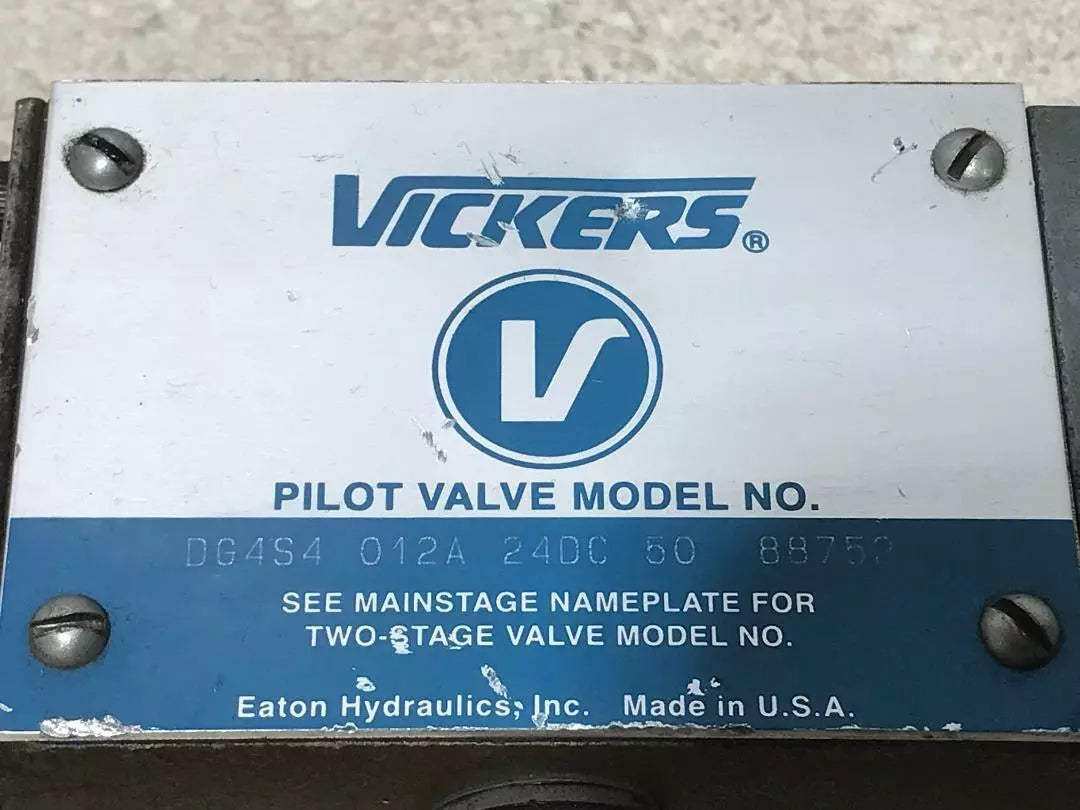 VICKERS®
V
PILOT VALVE MODEL NO.
DG4S4 012A 24DC 50
SEE MAINSTAGE NAMEPLATE FOR
TWO-STAGE VALVE MODEL NO.
Eaton Hydraulics, Inc. Made in U.S.A.